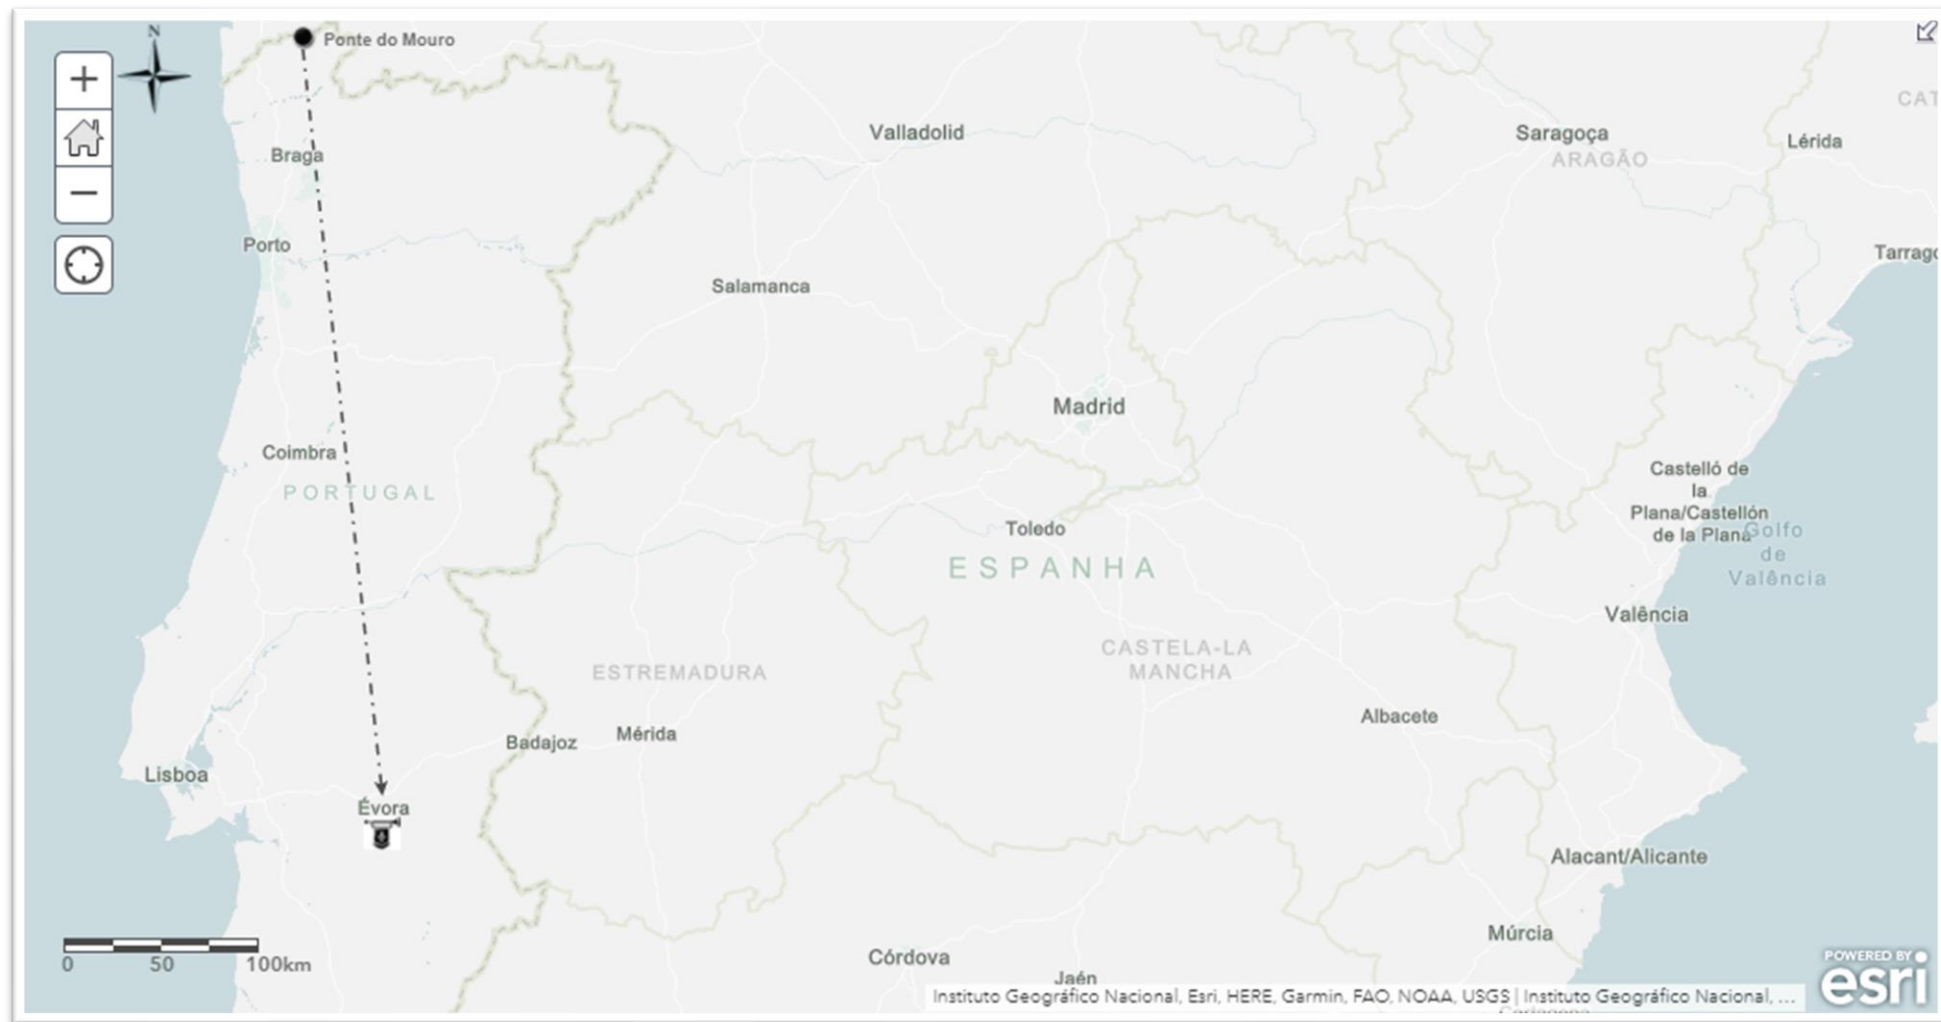 N
Ponte do Mouro
CAT
Valladolid
Saragoça
Lérida
ARAGÃO
Braga
Porto
Tarrago
Salamanca
Madrid
Coimbra
Castelló de
la
Plana/Castellón
de la Plana
PORTUGAL
Toledo
Golfo
de
Valência
ESPANHA
Valência
CASTELA-LA
MANCHA
ESTREMADURA
Albacete
Mérida
Badajoz
Lisboa
Évora
Alacant/Alicante
Múrcia
Córdova
Jaén
0 50 100km
POWERED BY
esri
Instituto Geográfico Nacional, Esri, HERE, Garmin, FAO, NOAA, USGS | Instituto Geográfico Nacional, ...